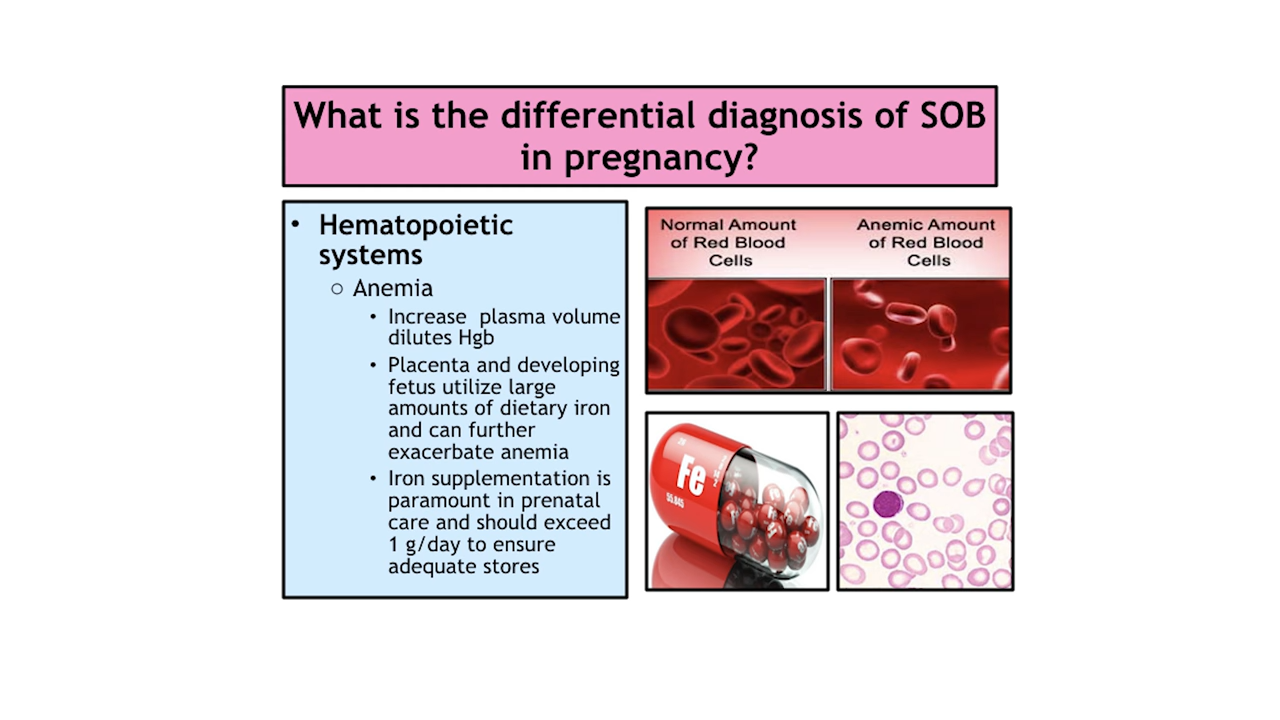 What is the differential diagnosis of SOB
in pregnancy?
• Hematopoietic
systems
○ Anemia
• Increase plasma volume
dilutes Hgb
• Placenta and developing
fetus utilize large
amounts of dietary iron
and can further
exacerbate anemia
• Iron supplementation is
paramount in prenatal
care and should exceed
1 g/day to ensure
adequate stores
Normal Amount
of Red Blood
Cells
Anemic Amount
of Red Blood
Cells
26
Fe
55.845